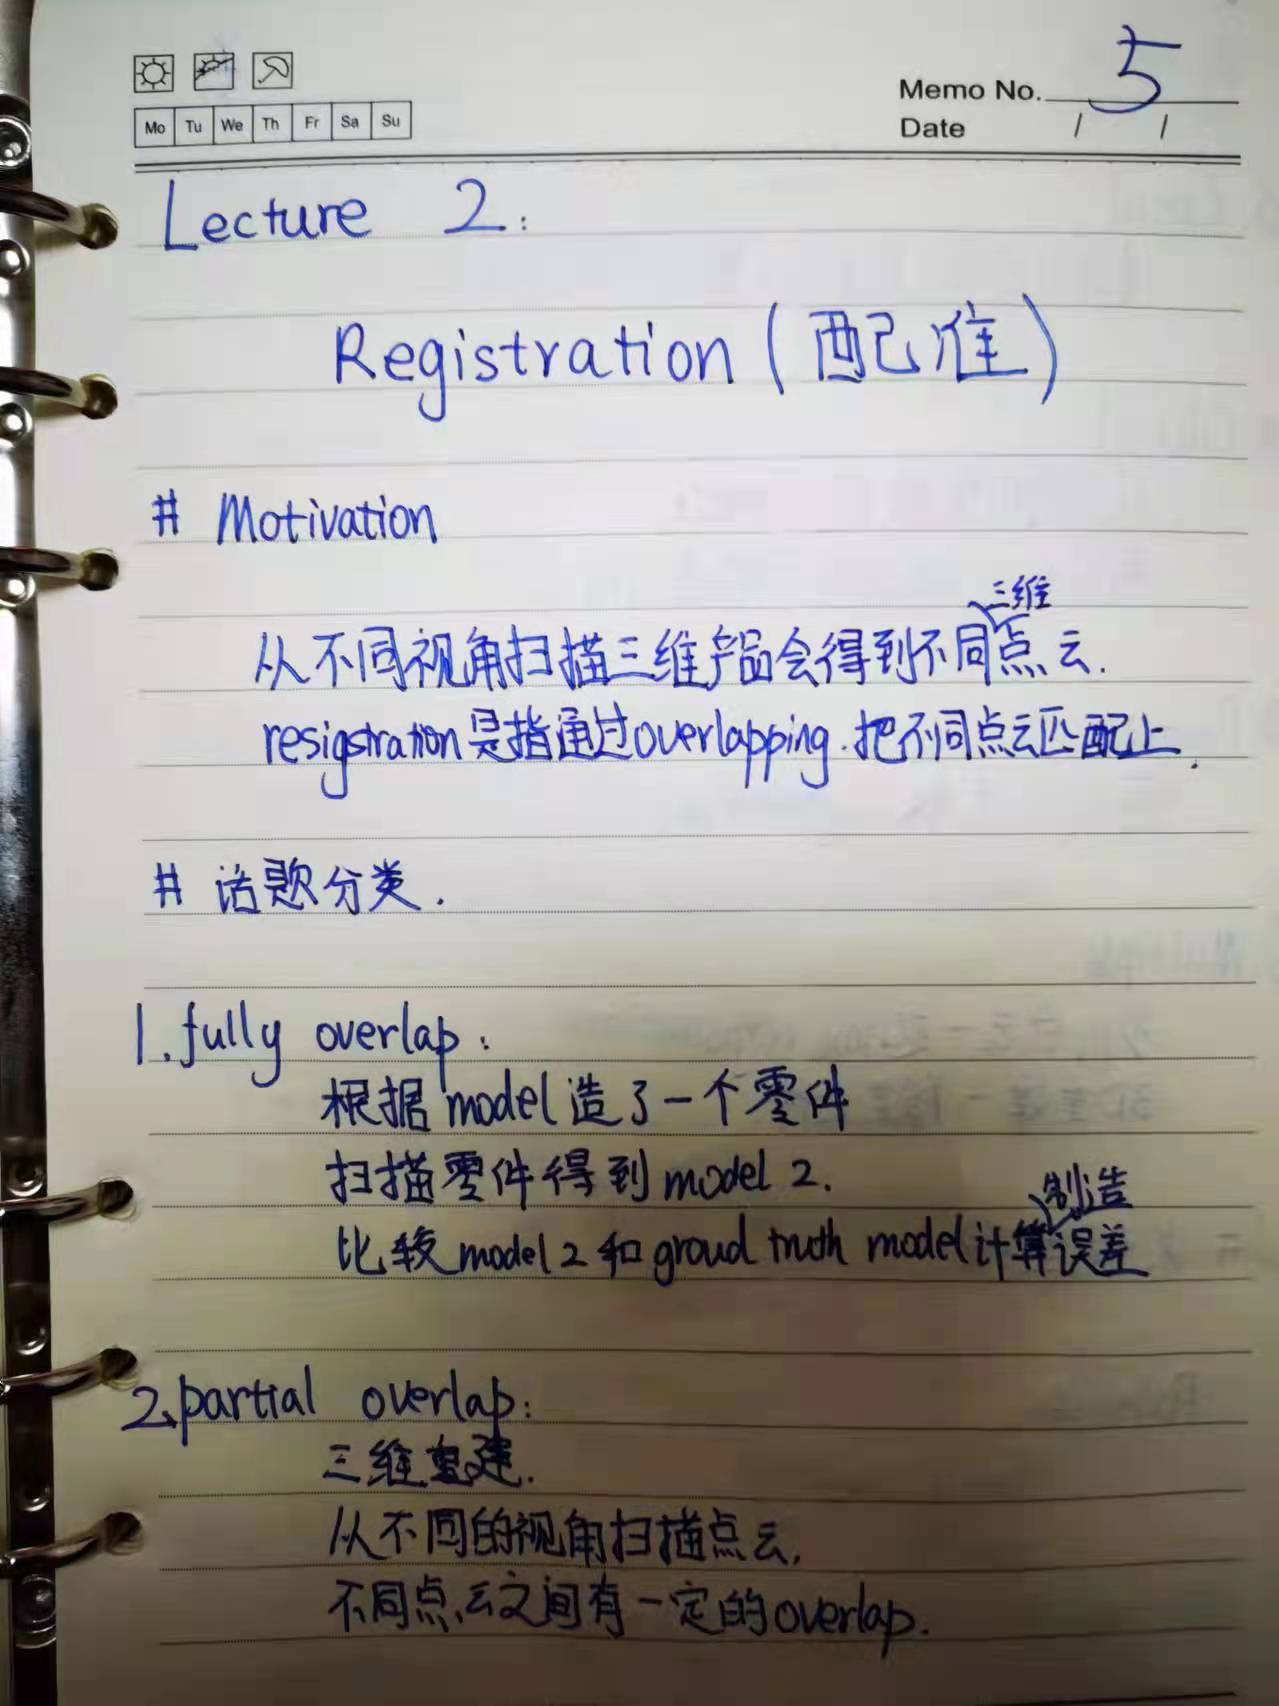 Memo No. 5
Mo Tu We Th Fr Sa Su
Date / /
Lecture 2:
Registration (配准)
# Motivation
三维
从不同视角扫描三维产品会得到不同点云.
resigstration是指通过overlapping.把不同点云匹配上.
# 话题分类.
1.fully overlap:
根据model造了一个零件
扫描零件得到model 2.
制造
比较model2和groud truth model计算误差
2.partial overlap:
三维重建.
从不同的视角扫描点云,
不同点云之间有一定的overlap.